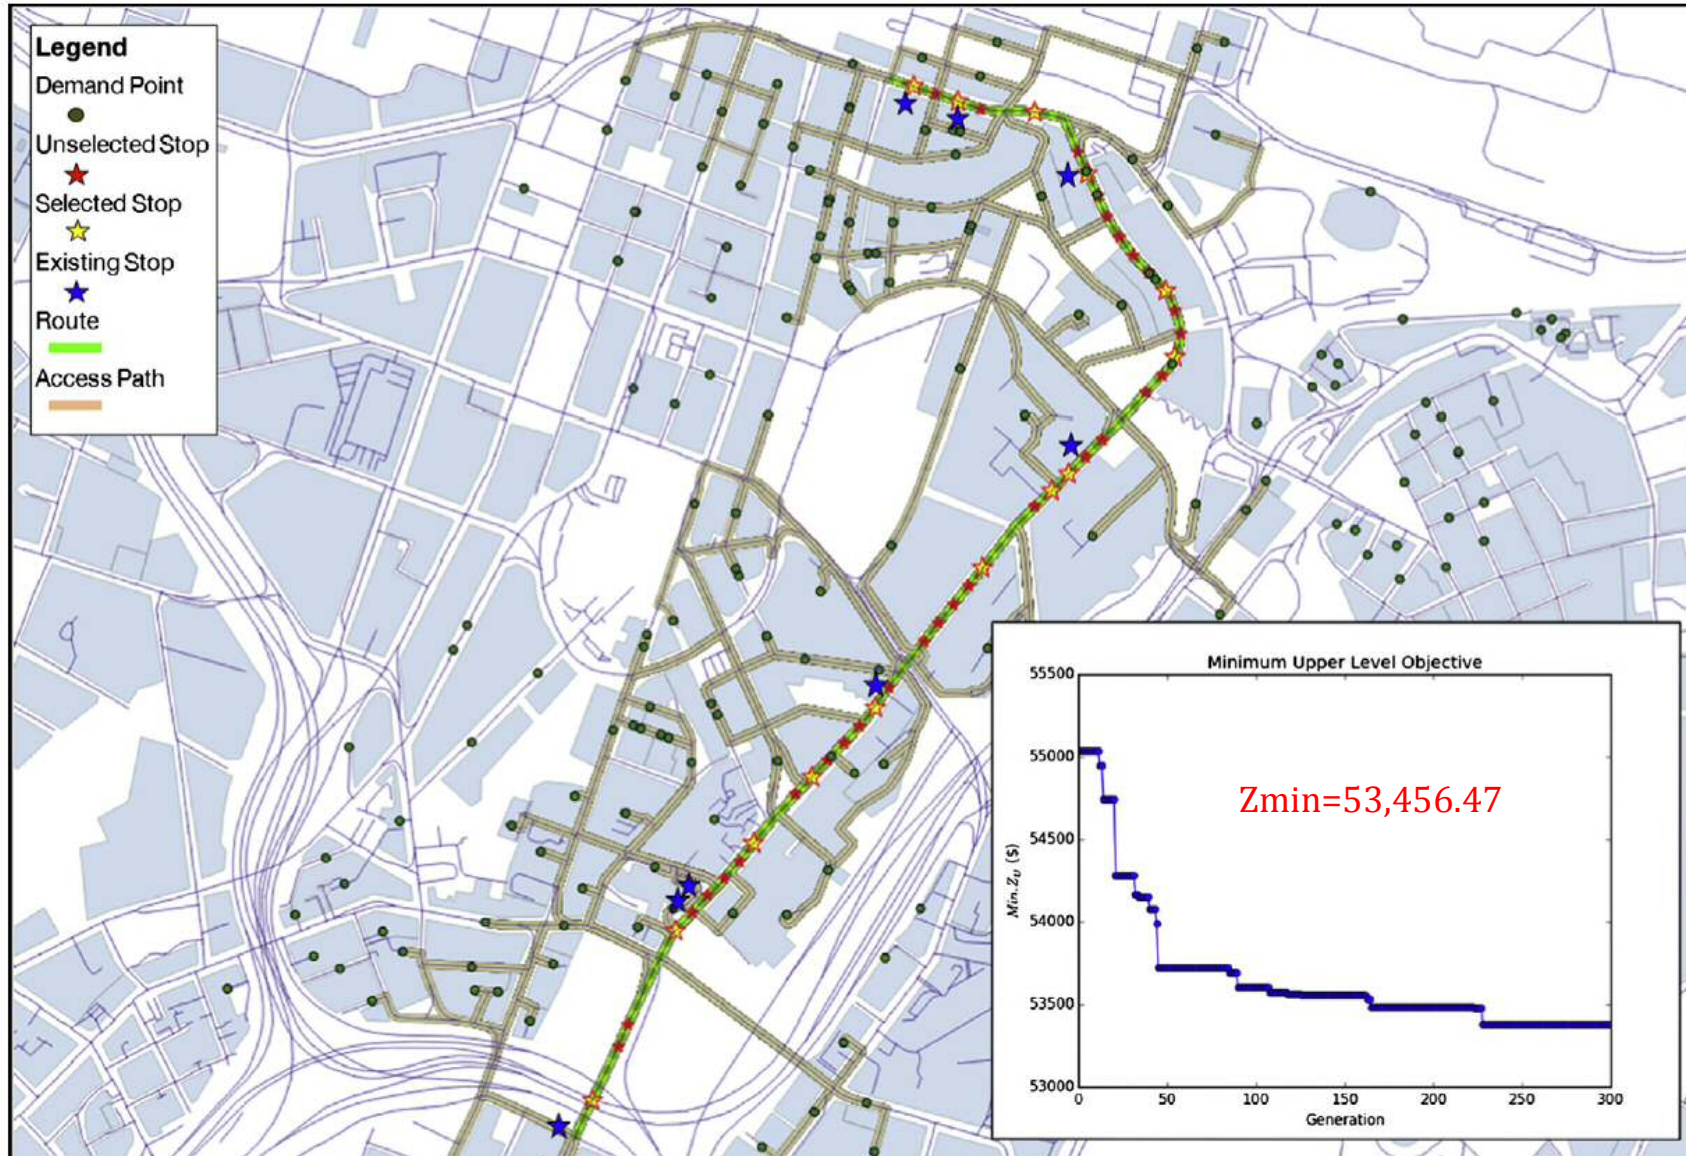 Legend
Demand Point
Unselected Stop
Selected Stop
Existing Stop
Route
Access Path
Minimum Upper Level Objective
55500
55000
54500
54000
53500
53000
Min. Z_U ($)
Zmin=53,456.47
0 50 100 150 200 250 300
Generation